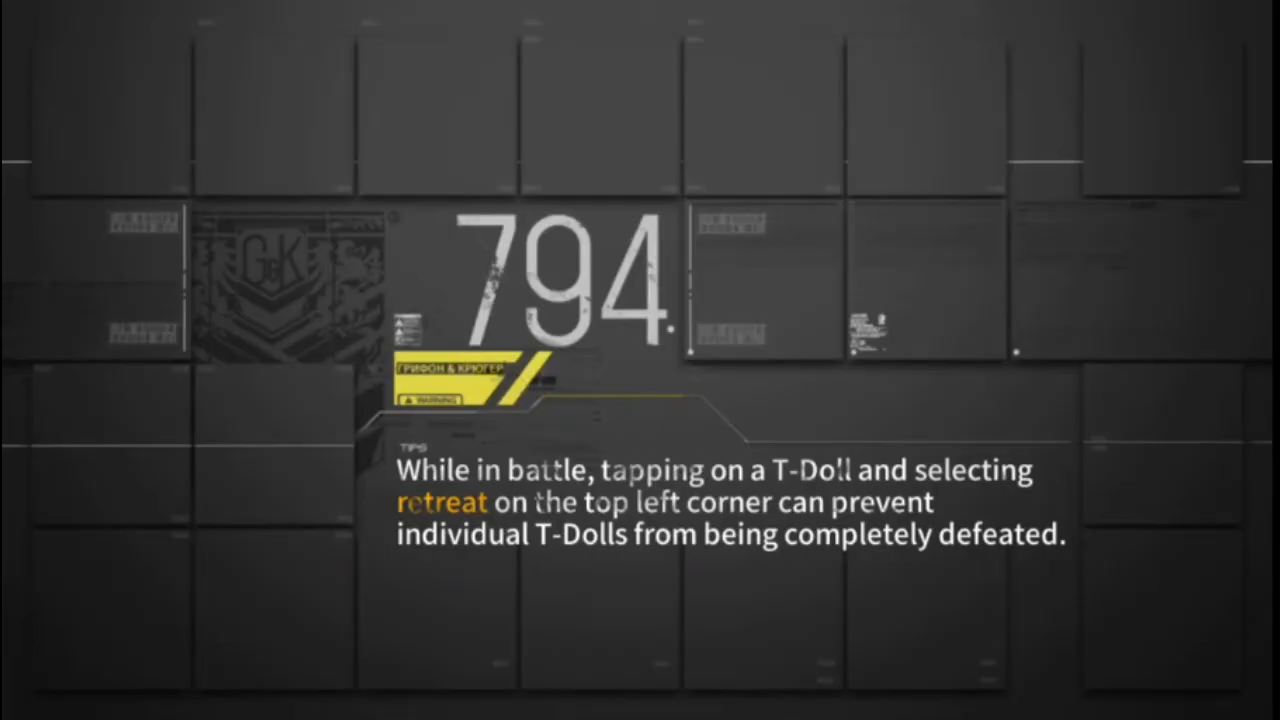 G&K
794.
ГРИФОН & КРЮГЕР
WARNING
TIPS
While in battle, tapping on a T-Doll and selecting
retreat on the top left corner can prevent
individual T-Dolls from being completely defeated.